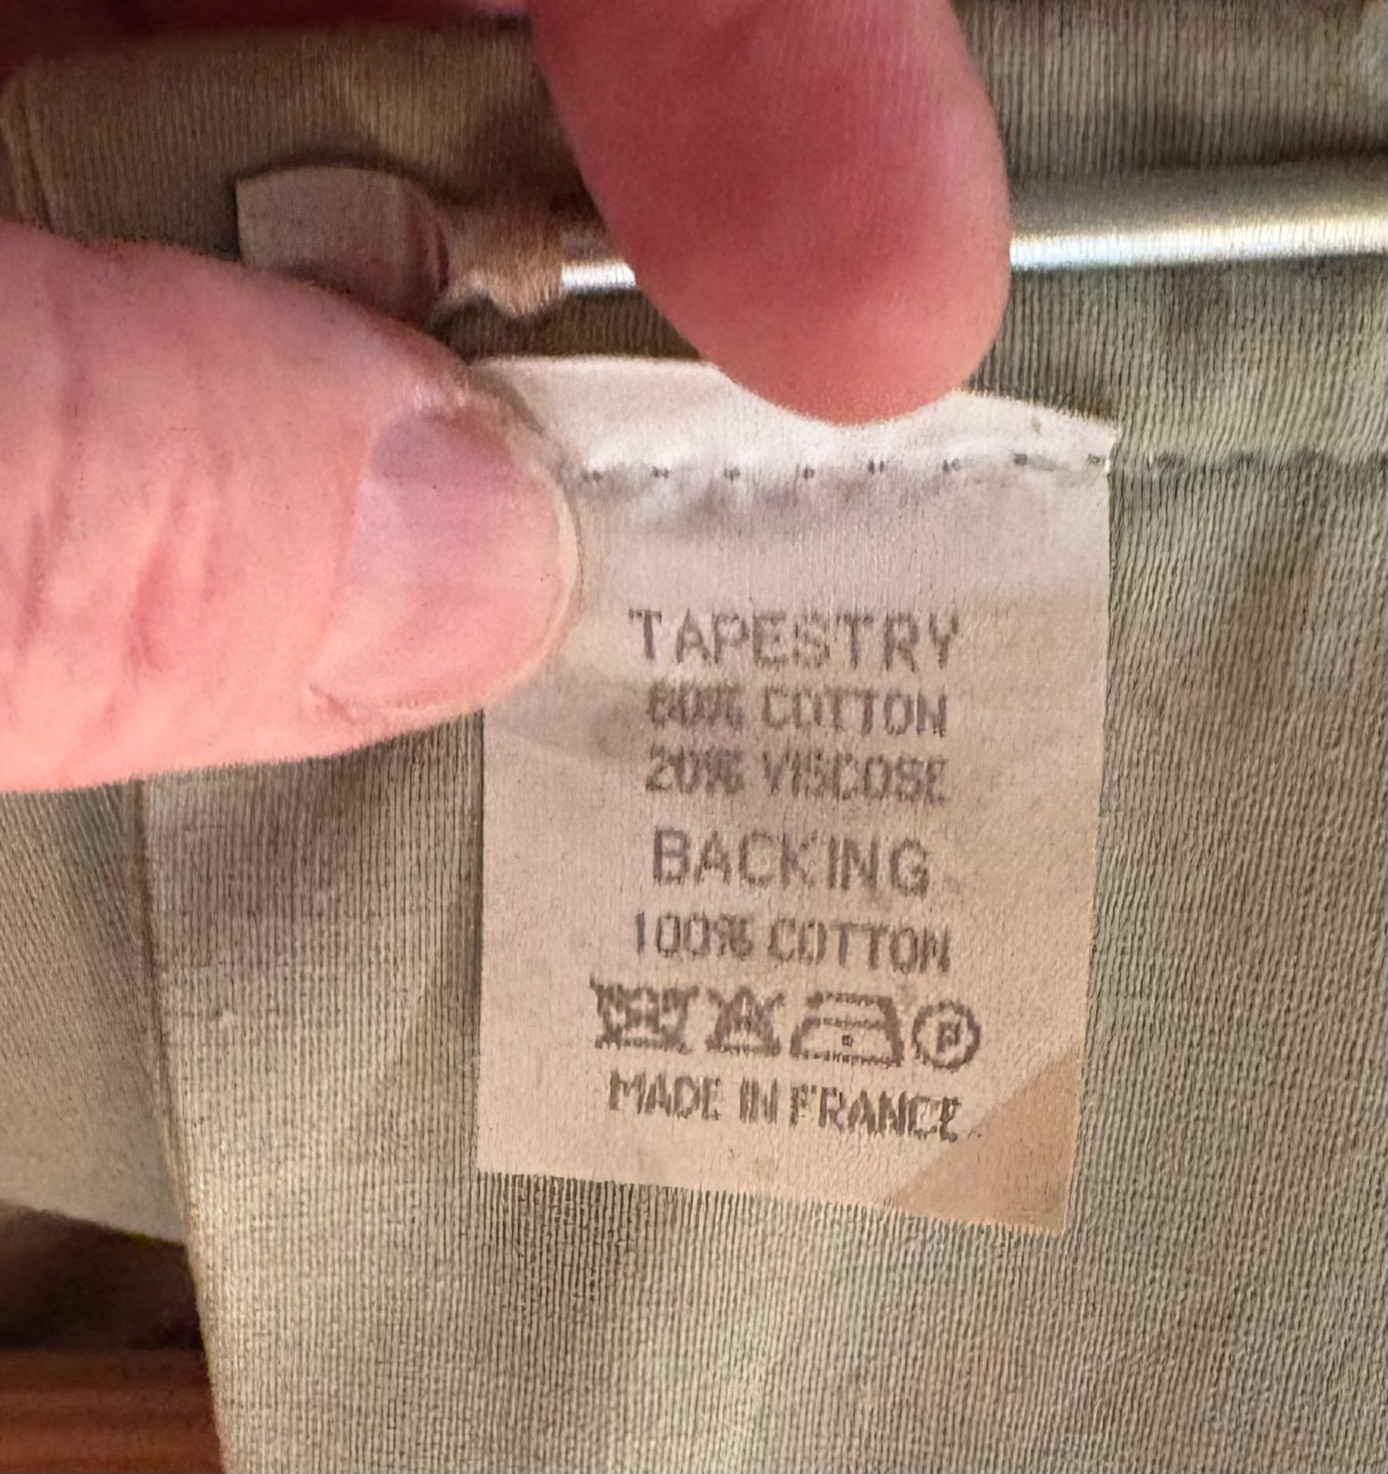 TAPESTRY
80% COTTON
20% VISCOSE
BACKING
100% COTTON
P
MADE IN FRANCE